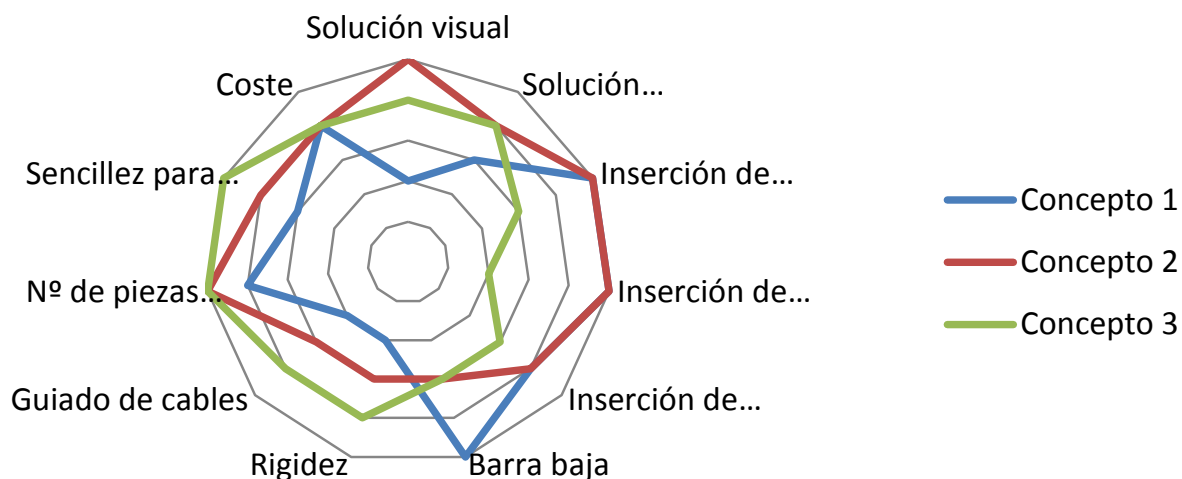 Solución visual
Coste
Solución...
Sencillez para...
Inserción de...
Concepto 1
Concepto 2
Nº de piezas...
Inserción de...
Concepto 3
Guiado de cables
Inserción de...
Rigidez
Barra baja